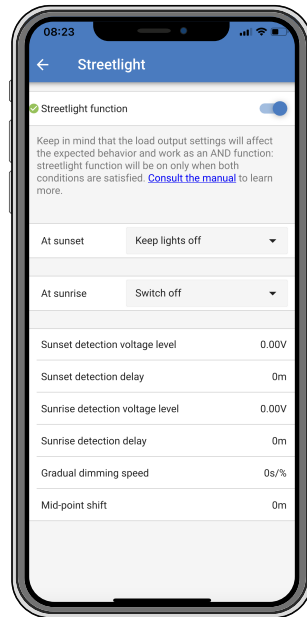 08:23
Streetlight
Streetlight function
Keep in mind that the load output settings will affect
the expected behavior and work as an AND function:
streetlight function will be on only when both
conditions are satisfied. Consult the manual to learn
more.
At sunset Keep lights off
At sunrise Switch off
Sunset detection voltage level 0.00V
Sunset detection delay 0m
Sunrise detection voltage level 0.00V
Sunrise detection delay 0m
Gradual dimming speed 0s/%
Mid-point shift 0m